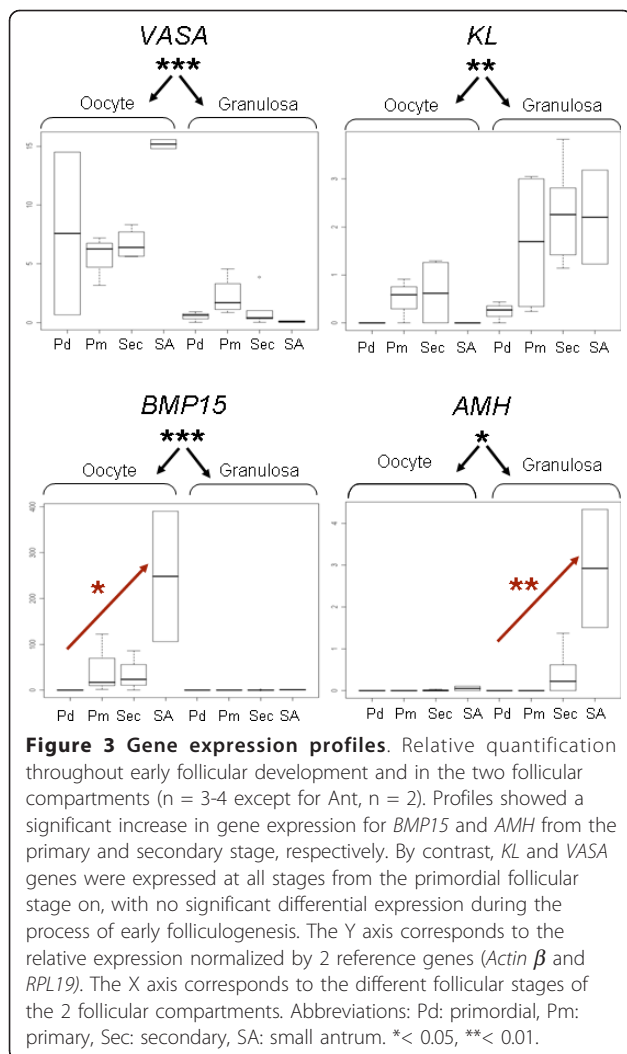 VASA
***
Oocyte Granulosa
15
10
5
0
Pd Pm Sec SA Pd Pm Sec SA
KL
**
Oocyte Granulosa
3
2
1
0
Pd Pm Sec SA Pd Pm Sec SA
BMP15
***
Oocyte Granulosa
400
300
200
100
0
*
Pd Pm Sec SA Pd Pm Sec SA
AMH
*
Oocyte Granulosa
4
3
2
1
0
**
Pd Pm Sec SA Pd Pm Sec SA
Figure 3 Gene expression profiles. Relative quantification
throughout early follicular development and in the two follicular
compartments (n = 3-4 except for Ant, n = 2). Profiles showed a
significant increase in gene expression for BMP15 and AMH from the
primary and secondary stage, respectively. By contrast, KL and VASA
genes were expressed at all stages from the primordial follicular
stage on, with no significant differential expression during the
process of early folliculogenesis. The Y axis corresponds to the
relative expression normalized by 2 reference genes (Actin β and
RPL19). The X axis corresponds to the different follicular stages of
the 2 follicular compartments. Abbreviations: Pd: primordial, Pm:
primary, Sec: secondary, SA: small antrum. *< 0.05, **< 0.01.